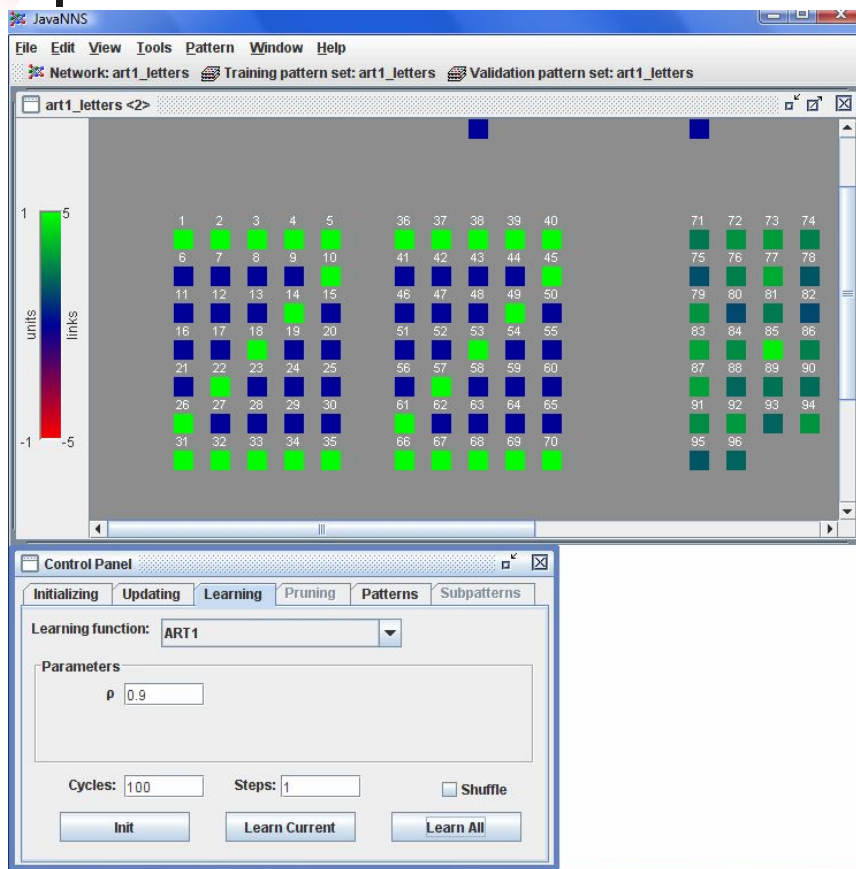 JavaNNS
File Edit View Tools Pattern Window Help
Network: art1_letters Training pattern set: art1_letters Validation pattern set: art1_letters
art1_letters <2>
1 5
units
links
-1 -5
1 2 3 4 5 36 37 38 39 40 71 72 73 74
6 7 8 9 10 41 42 43 44 45 75 76 77 78
11 12 13 14 15 46 47 48 49 50 79 80 81 82
16 17 18 19 20 51 52 53 54 55 83 84 85 86
21 22 23 24 25 56 57 58 59 60 87 88 89 90
26 27 28 29 30 61 62 63 64 65 91 92 93 94
31 32 33 34 35 66 67 68 69 70 95 96
Control Panel
Initializing Updating Learning Pruning Patterns Subpatterns
Learning function: ART1
Parameters
ρ 0.9
Cycles: 100 Steps: 1 Shuffle
Init Learn Current Learn All